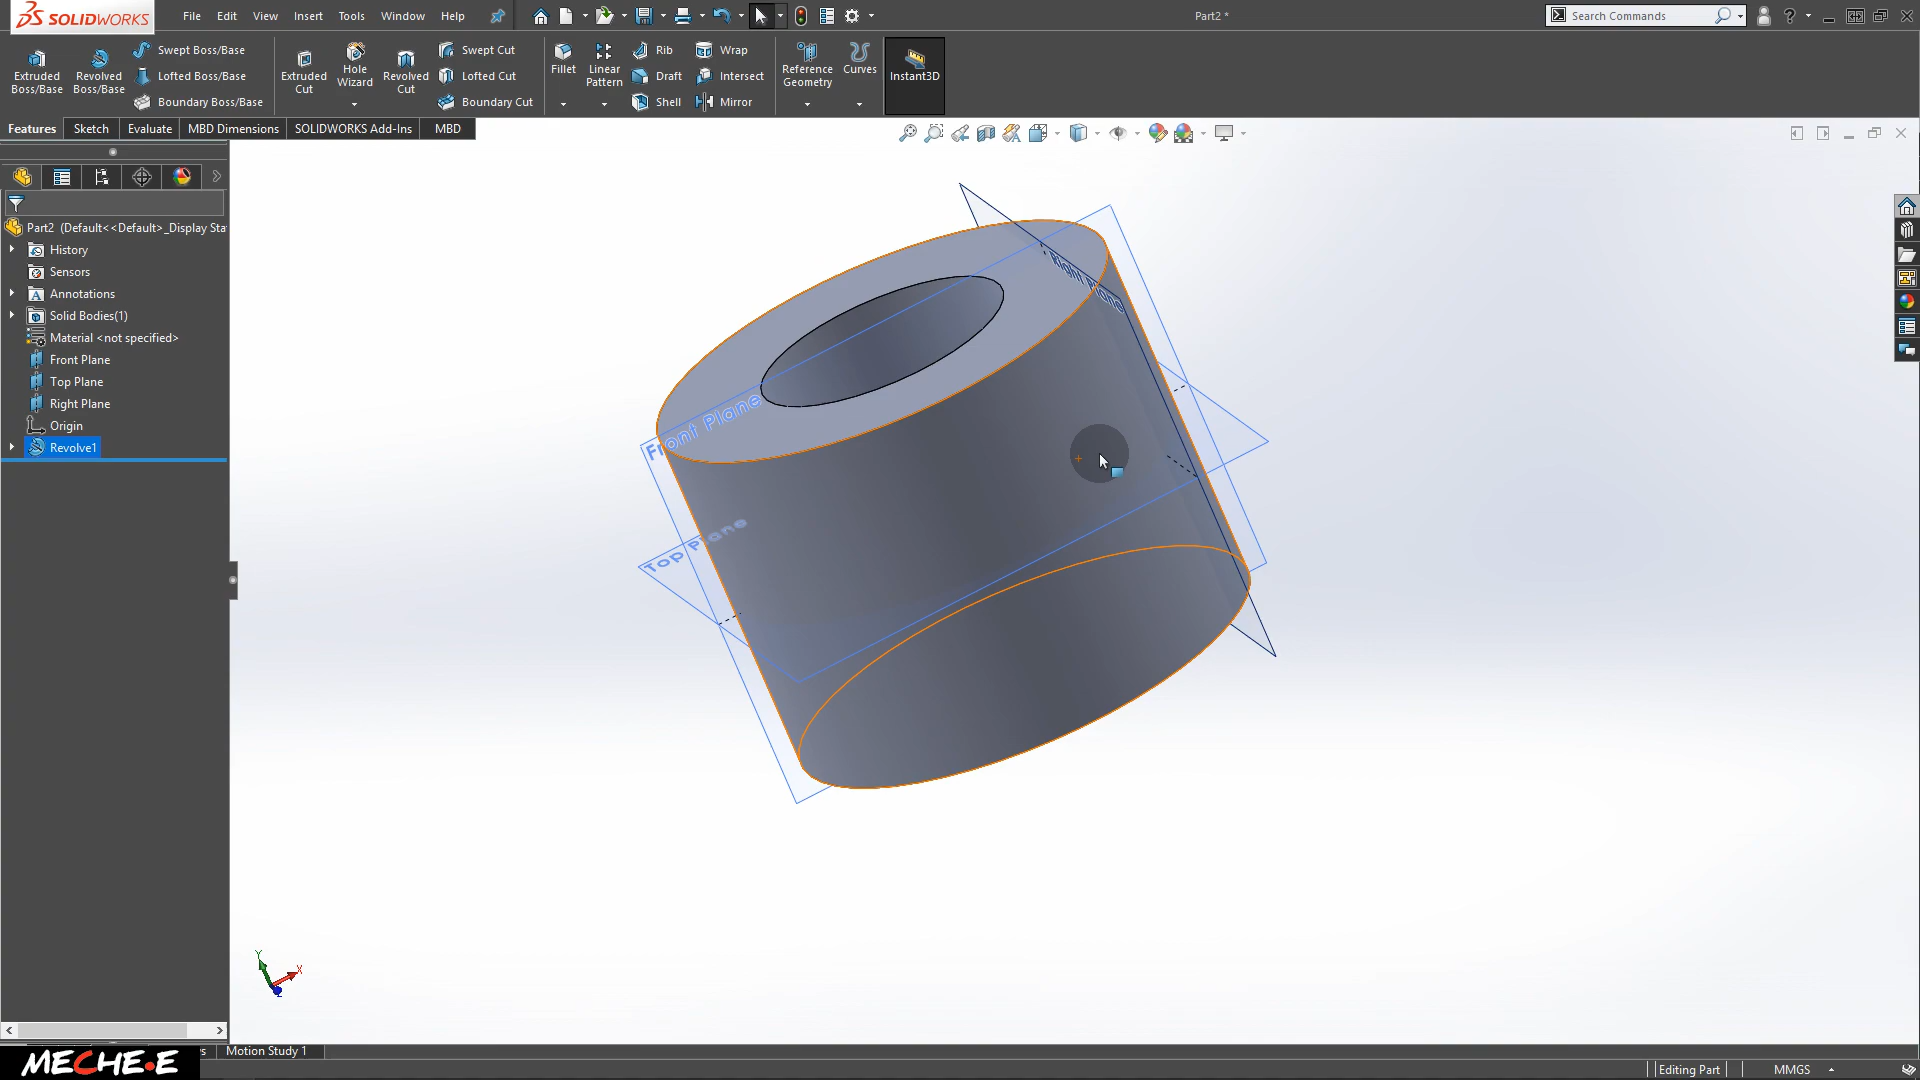 SOLIDWORKS
File Edit View Insert Tools Window Help
Part2 *
Search Commands
Extruded Boss/Base
Revolved Boss/Base
Swept Boss/Base
Lofted Boss/Base
Boundary Boss/Base
Extruded Cut
Hole Wizard
Revolved Cut
Swept Cut
Lofted Cut
Boundary Cut
Fillet
Linear Pattern
Rib
Draft
Shell
Wrap
Intersect
Mirror
Reference Geometry
Curves
Instant3D
Features Sketch Evaluate MBD Dimensions SOLIDWORKS Add-Ins MBD
Part2 (Default<<Default>_Display Sta
History
Sensors
Annotations
Solid Bodies(1)
Material <not specified>
Front Plane
Top Plane
Right Plane
Origin
Revolve1
Right Plane
Front Plane
Top Plane
Y
X
Z
Motion Study 1
MECHE·E
Editing Part
MMGS